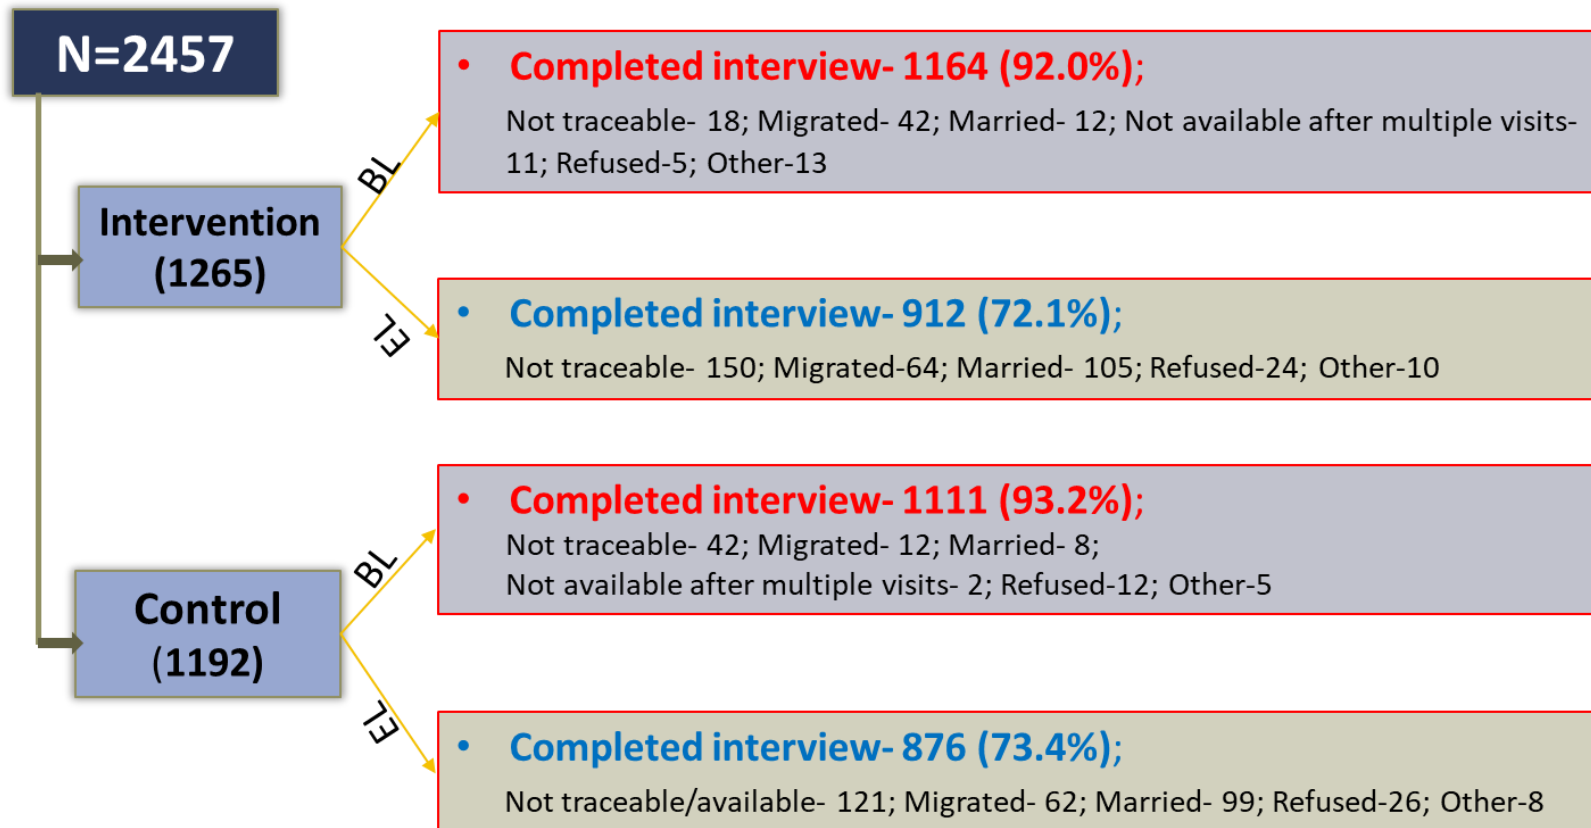 N=2457
Intervention
(1265)
BL
• Completed interview- 1164 (92.0%);
Not traceable- 18; Migrated- 42; Married- 12; Not available after multiple visits-
11; Refused-5; Other-13
EL
• Completed interview- 912 (72.1%);
Not traceable- 150; Migrated-64; Married- 105; Refused-24; Other-10
Control
(1192)
BL
• Completed interview- 1111 (93.2%);
Not traceable- 42; Migrated- 12; Married- 8;
Not available after multiple visits- 2; Refused-12; Other-5
EL
• Completed interview- 876 (73.4%);
Not traceable/available- 121; Migrated- 62; Married- 99; Refused-26; Other-8